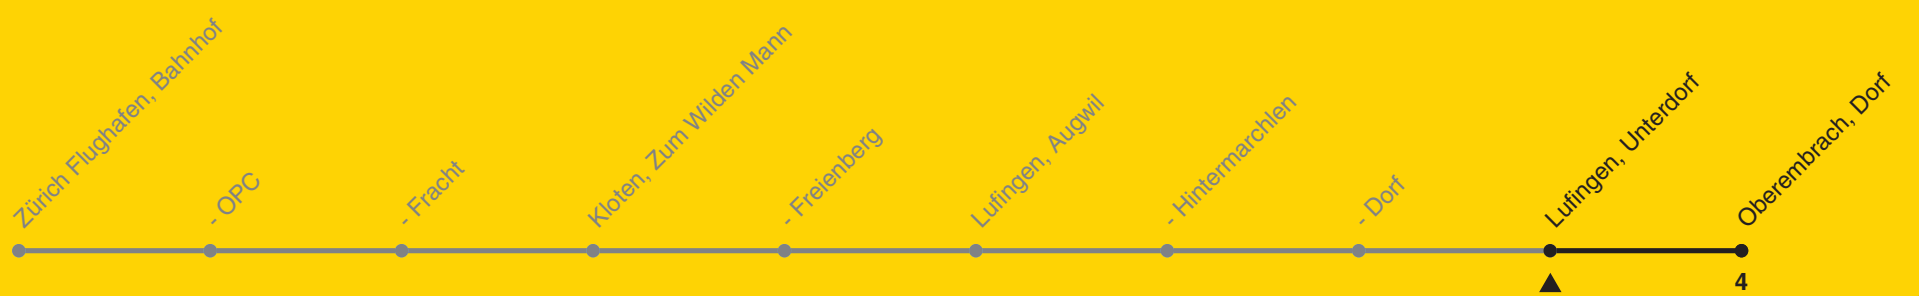 Zürich Flughafen, Bahnhof
- OPC
- Fracht
Kloten, Zum Wilden Mann
- Freienberg
Lufingen, Augwil
- Hintermarchlen
- Dorf
Lufingen, Unterdorf
Oberembrach, Dorf
4